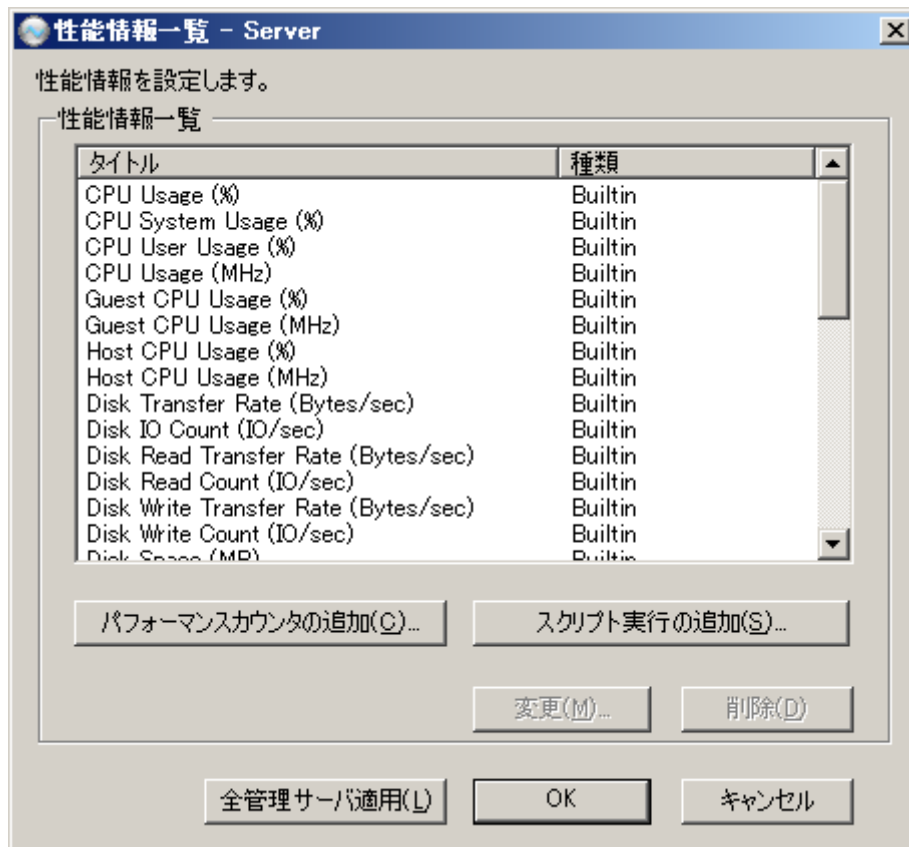 性能情報一覧 - Server
性能情報を設定します。
性能情報一覧
タイトル 種類
CPU Usage (%) Builtin
CPU System Usage (%) Builtin
CPU User Usage (%) Builtin
CPU Usage (MHz) Builtin
Guest CPU Usage (%) Builtin
Guest CPU Usage (MHz) Builtin
Host CPU Usage (%) Builtin
Host CPU Usage (MHz) Builtin
Disk Transfer Rate (Bytes/sec) Builtin
Disk IO Count (IO/sec) Builtin
Disk Read Transfer Rate (Bytes/sec) Builtin
Disk Read Count (IO/sec) Builtin
Disk Write Transfer Rate (Bytes/sec) Builtin
Disk Write Count (IO/sec) Builtin
Disk Space (MB) Builtin
パフォーマンスカウンタの追加(C)... スクリプト実行の追加(S)...
変更(M)... 削除(D)
全管理サーバ適用(L) OK キャンセル